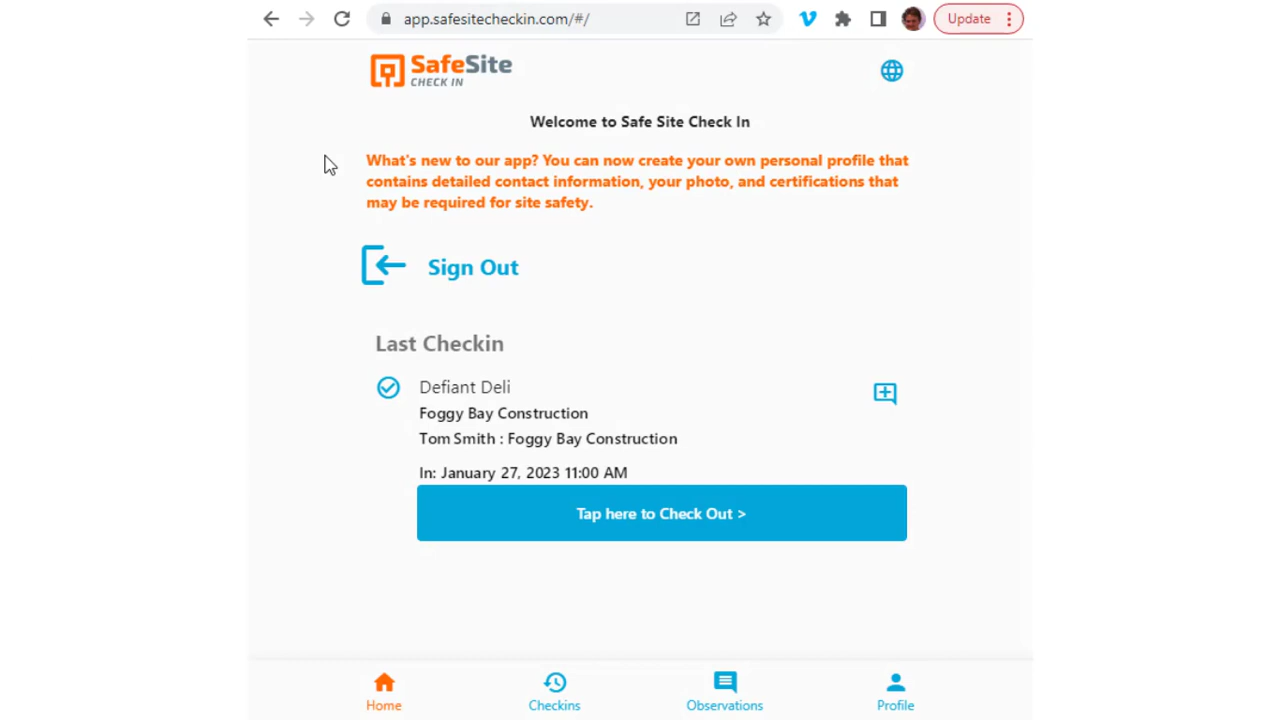 app.safesitecheckin.com/#/
Update
SafeSite
CHECK IN
Welcome to Safe Site Check In
What's new to our app? You can now create your own personal profile that
contains detailed contact information, your photo, and certifications that
may be required for site safety.
Sign Out
Last Checkin
Defiant Deli
Foggy Bay Construction
Tom Smith : Foggy Bay Construction
In: January 27, 2023 11:00 AM
Tap here to Check Out >
Home
Checkins
Observations
Profile